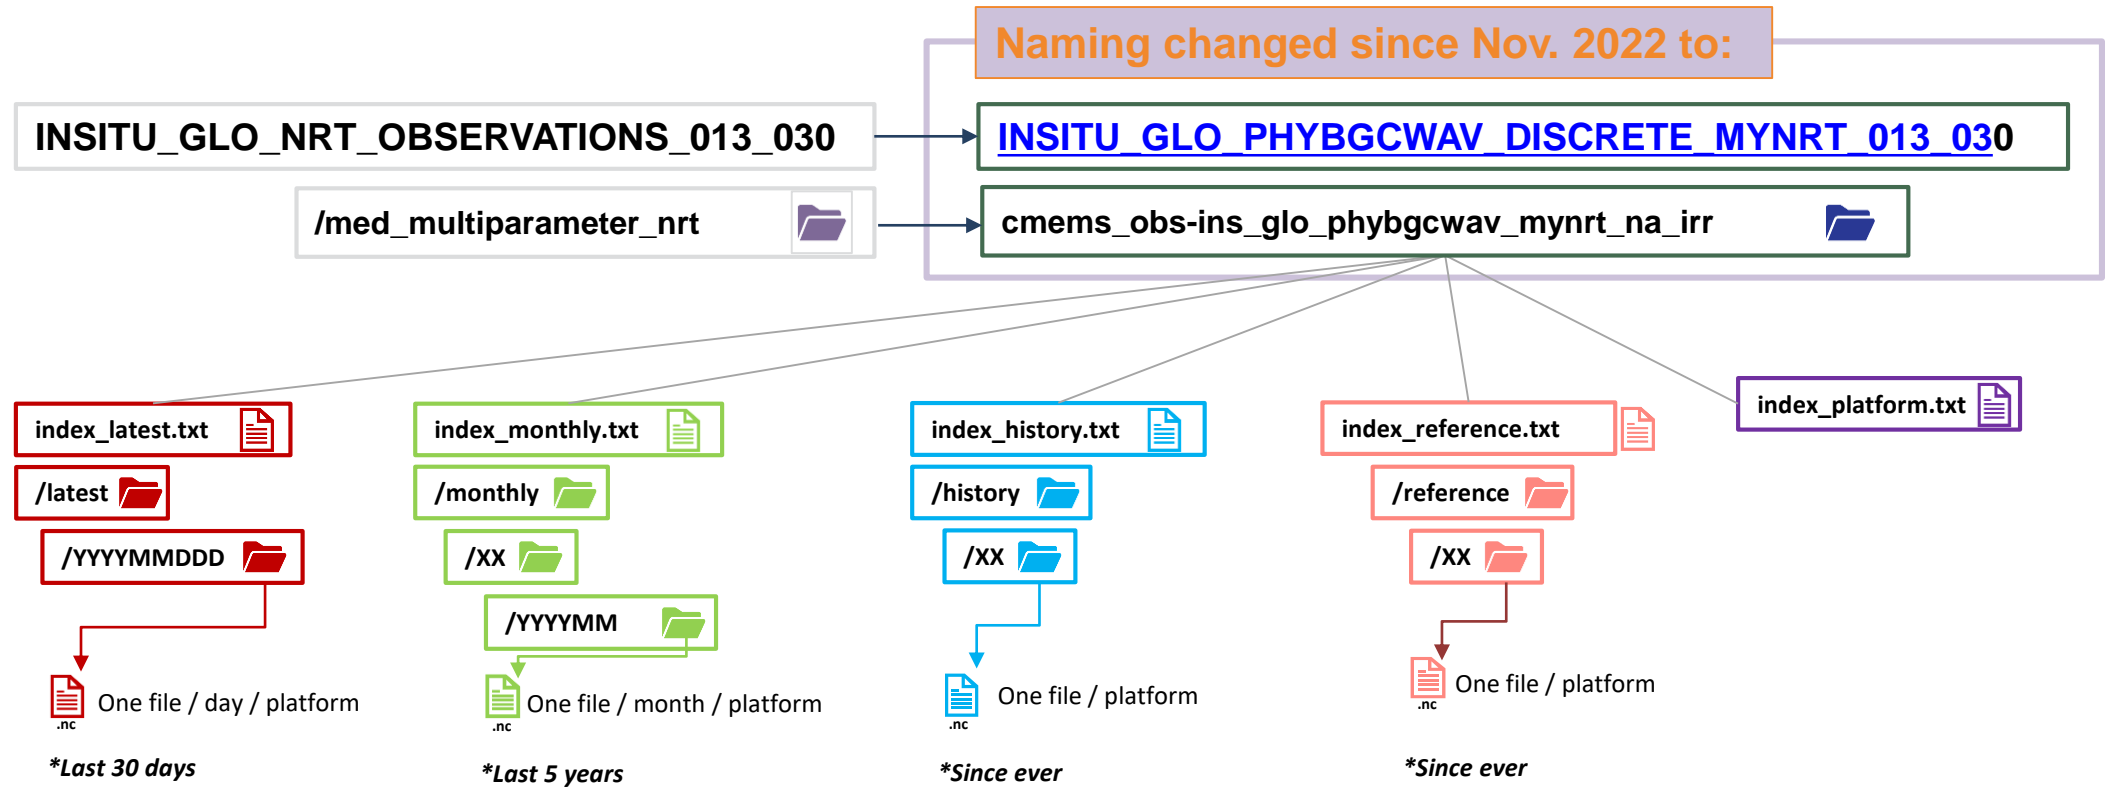 Naming changed since Nov. 2022 to:
INSITU_GLO_NRT_OBSERVATIONS_013_030
INSITU_GLO_PHYBGCWAV_DISCRETE_MYNRT_013_030
/med_multiparameter_nrt
cmems_obs-ins_glo_phybgcwav_mynrt_na_irr
index_latest.txt
/latest
/YYYYMMDDD
.nc
One file / day / platform
*Last 30 days
index_monthly.txt
/monthly
/XX
/YYYYMM
.nc
One file / month / platform
*Last 5 years
index_history.txt
/history
/XX
.nc
One file / platform
*Since ever
index_reference.txt
/reference
/XX
.nc
One file / platform
*Since ever
index_platform.txt